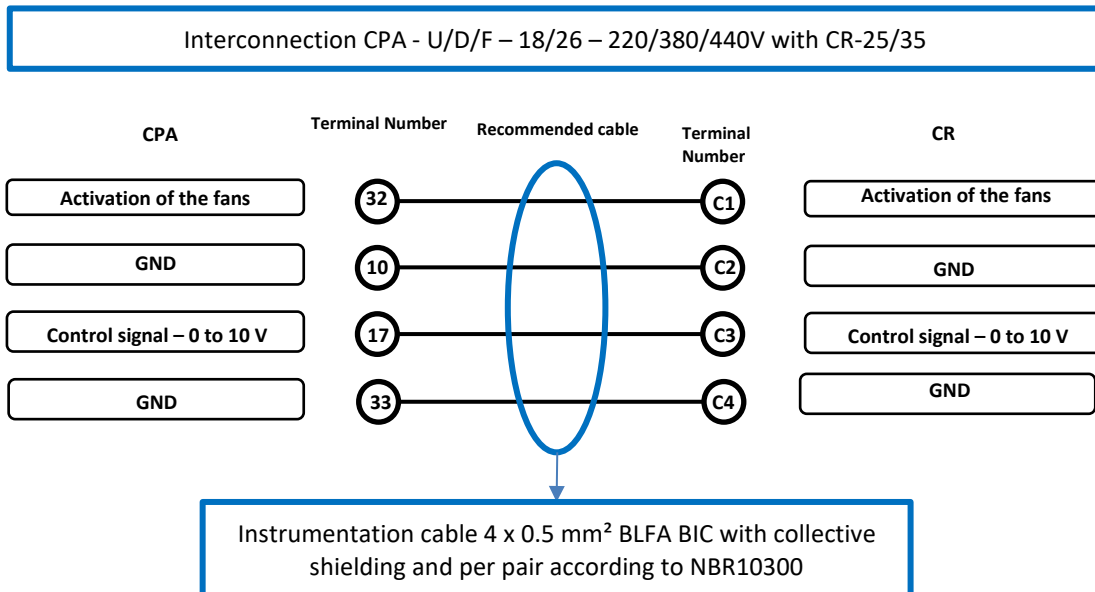 Interconnection CPA - U/D/F – 18/26 – 220/380/440V with CR-25/35
CPA
Terminal Number
Recommended cable
Terminal
Number
CR
Activation of the fans
32
C1
Activation of the fans
GND
10
C2
GND
Control signal – 0 to 10 V
17
C3
Control signal – 0 to 10 V
GND
33
C4
GND
Instrumentation cable 4 x 0.5 mm² BLFA BIC with collective
shielding and per pair according to NBR10300